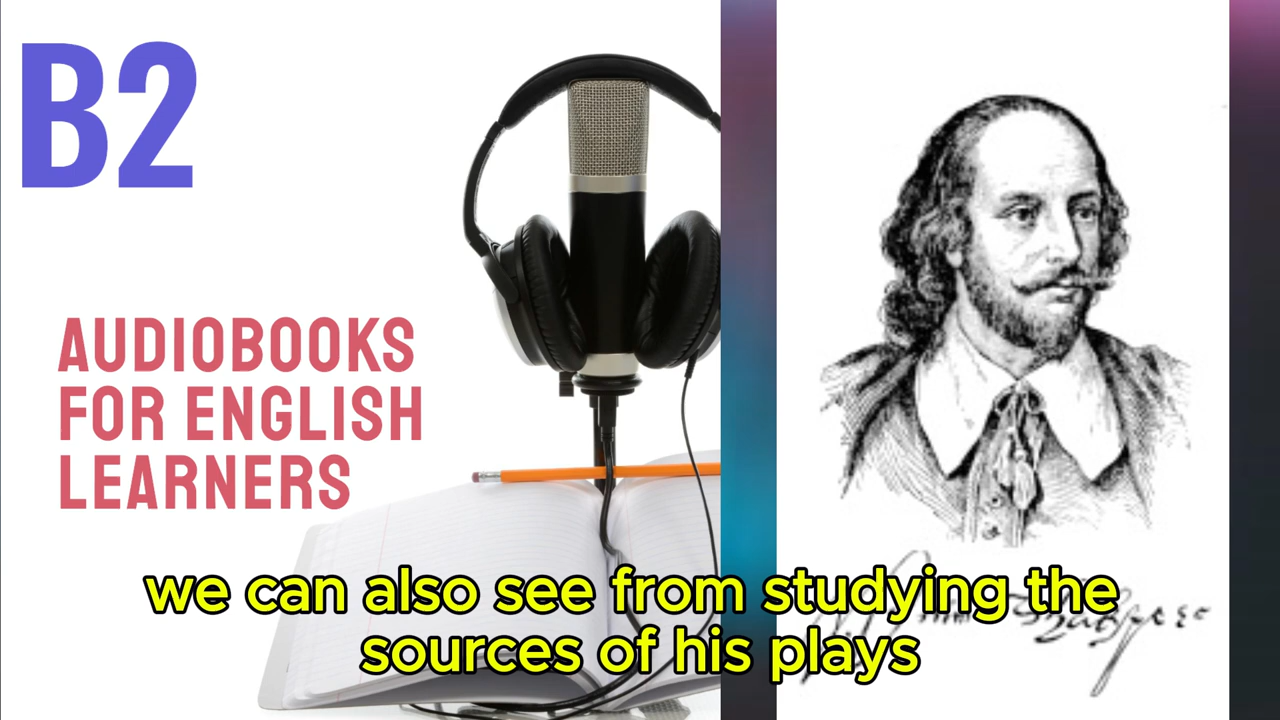 B2
AUDIOBOOKS
FOR ENGLISH
LEARNERS
we can also see from studying the
sources of his plays